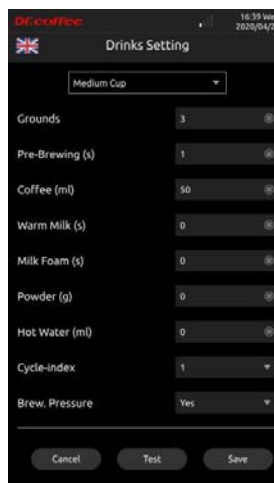 Dr.coffee
16:39 We
2020/04/2
Drinks Setting
Medium Cup
Grounds 3
Pre-Brewing (s) 1
Coffee (ml) 50
Warm Milk (s) 0
Milk Foam (s) 0
Powder (g) 0
Hot Water (ml) 0
Cycle-index 1
Brew. Pressure Yes
Cancel Test Save